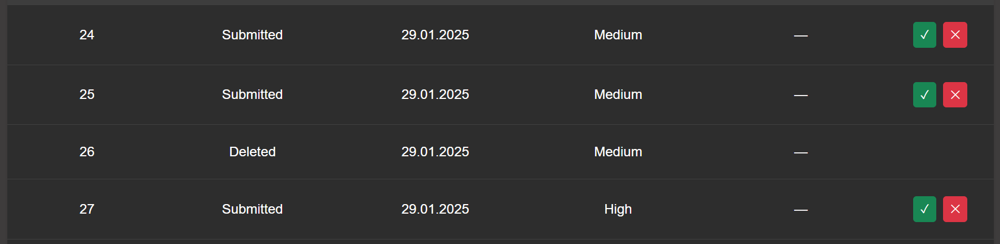 24 Submitted 29.01.2025 Medium — ✓ ✕
25 Submitted 29.01.2025 Medium — ✓ ✕
26 Deleted 29.01.2025 Medium —
27 Submitted 29.01.2025 High — ✓ ✕